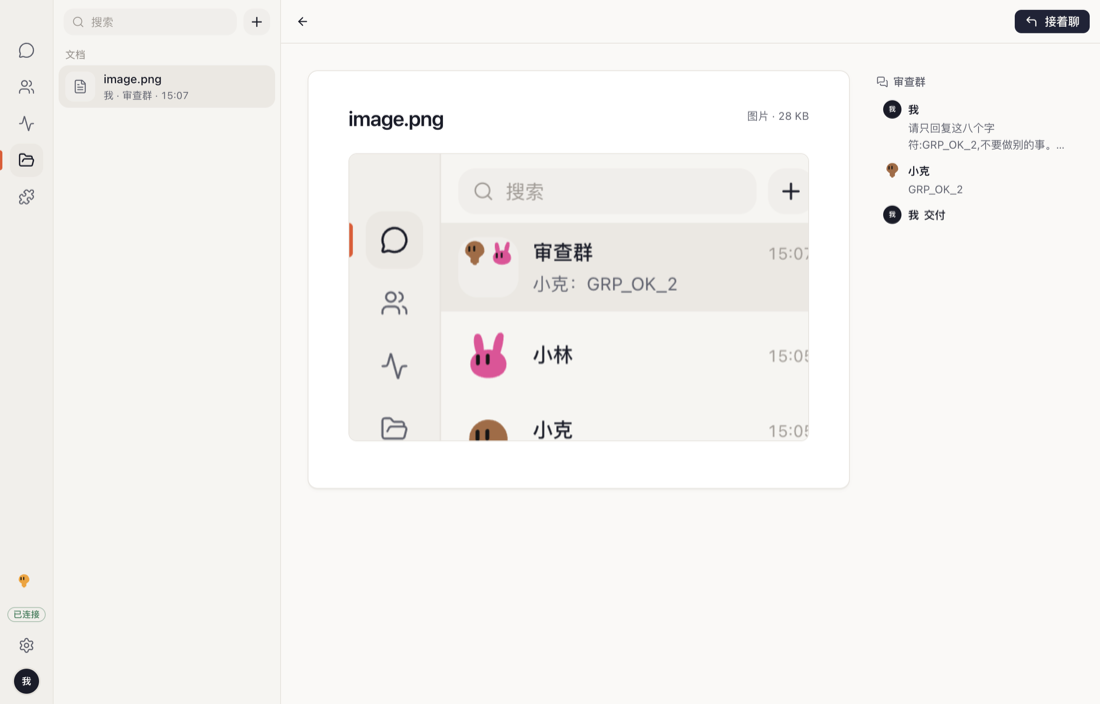 搜索
文档
image.png
我 · 审查群 · 15:07
已连接
我
接着聊
image.png
图片 · 28 KB
搜索
审查群
15:07
小克: GRP_OK_2
小林
15:05
小克
15:05
审查群
我
我
请只回复这八个字
符:GRP_OK_2,不要做别的事。...
小克
GRP_OK_2
我
我 交付